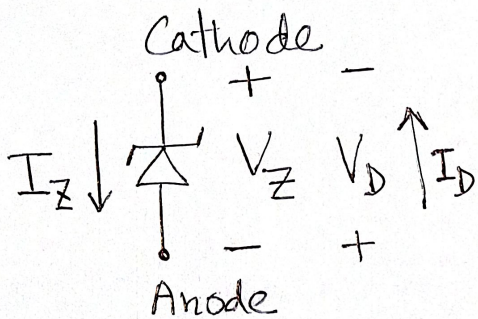 Cathode
+ −
I_Z V_Z V_D I_D
− +
Anode